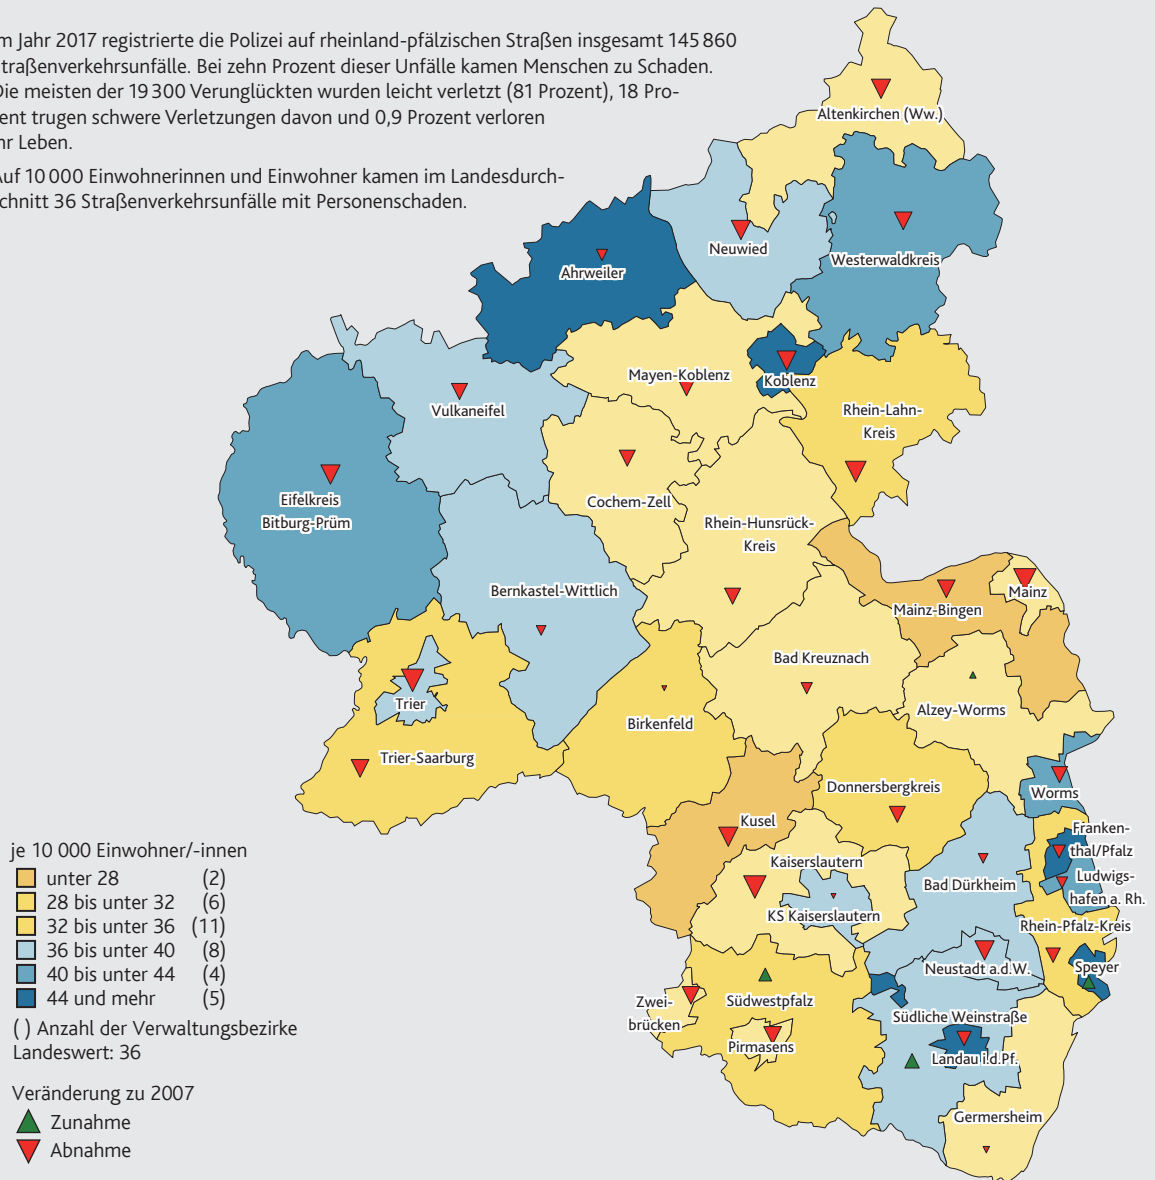 m Jahr 2017 registrierte die Polizei auf rheinland-pfälzischen Straßen insgesamt 145 860
traßenverkehrsunfälle. Bei zehn Prozent dieser Unfälle kamen Menschen zu Schaden.
Die meisten der 19 300 Verunglückten wurden leicht verletzt (81 Prozent), 18 Pro-
ent trugen schwere Verletzungen davon und 0,9 Prozent verloren
hr Leben.
Auf 10 000 Einwohnerinnen und Einwohner kamen im Landesdurch-
chnitt 36 Straßenverkehrsunfälle mit Personenschaden.
Altenkirchen (Ww.)
Neuwied
Westerwaldkreis
Ahrweiler
Mayen-Koblenz
Koblenz
Vulkaneifel
Rhein-Lahn-
Kreis
Eifelkreis
Bitburg-Prüm
Cochem-Zell
Rhein-Hunsrück-
Kreis
Bernkastel-Wittlich
Mainz
Mainz-Bingen
Bad Kreuznach
Trier
Alzey-Worms
Birkenfeld
Trier-Saarburg
Donnersbergkreis
Worms
Kusel
Franken-
thal/Pfalz
Kaiserslautern
Bad Dürkheim
Ludwigs-
hafen a. Rh.
KS Kaiserslautern
Rhein-Pfalz-Kreis
Neustadt a.d.W.
Speyer
Zwei-
brücken
Südwestpfalz
Südliche Weinstraße
Pirmasens
Landau i.d.Pf.
Germersheim
je 10 000 Einwohner/-innen
unter 28 (2)
28 bis unter 32 (6)
32 bis unter 36 (11)
36 bis unter 40 (8)
40 bis unter 44 (4)
44 und mehr (5)
( ) Anzahl der Verwaltungsbezirke
Landeswert: 36
Veränderung zu 2007
Zunahme
Abnahme